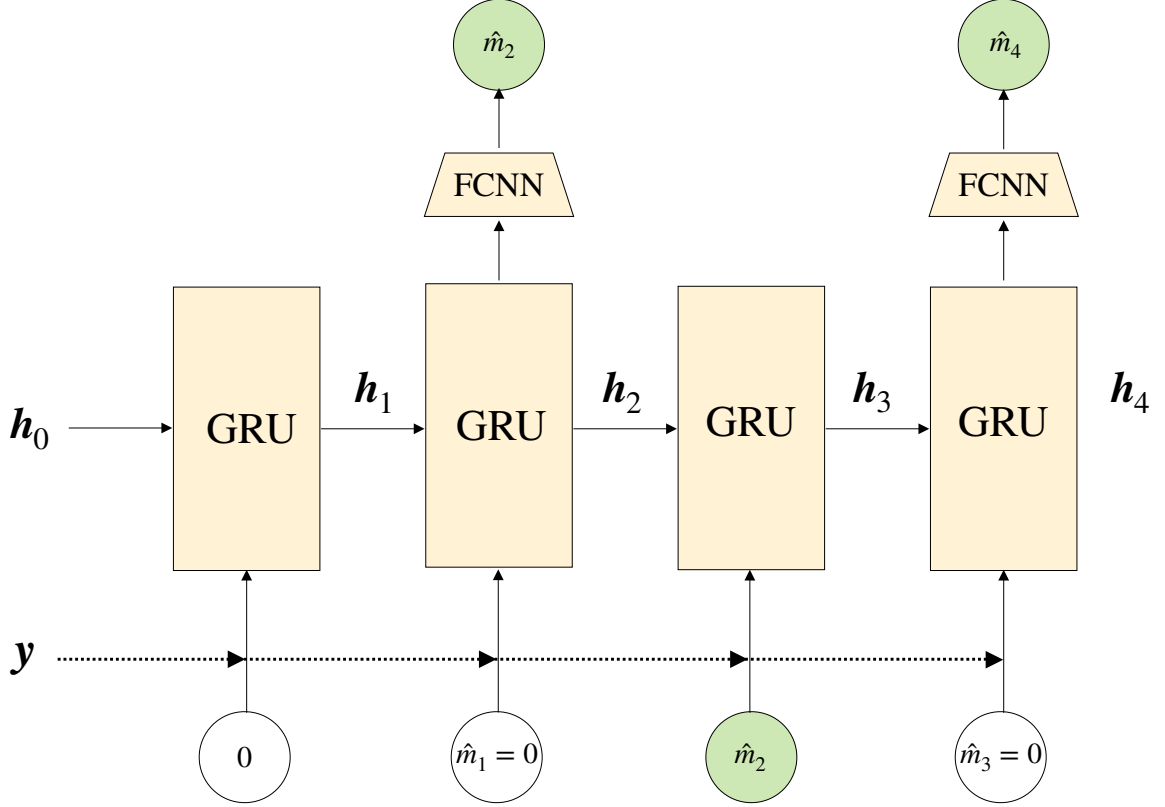 m̂₂ m̂₄
FCNN FCNN
h₀ GRU h₁ GRU h₂ GRU h₃ GRU h₄
y
0 m̂₁ = 0 m̂₂ m̂₃ = 0